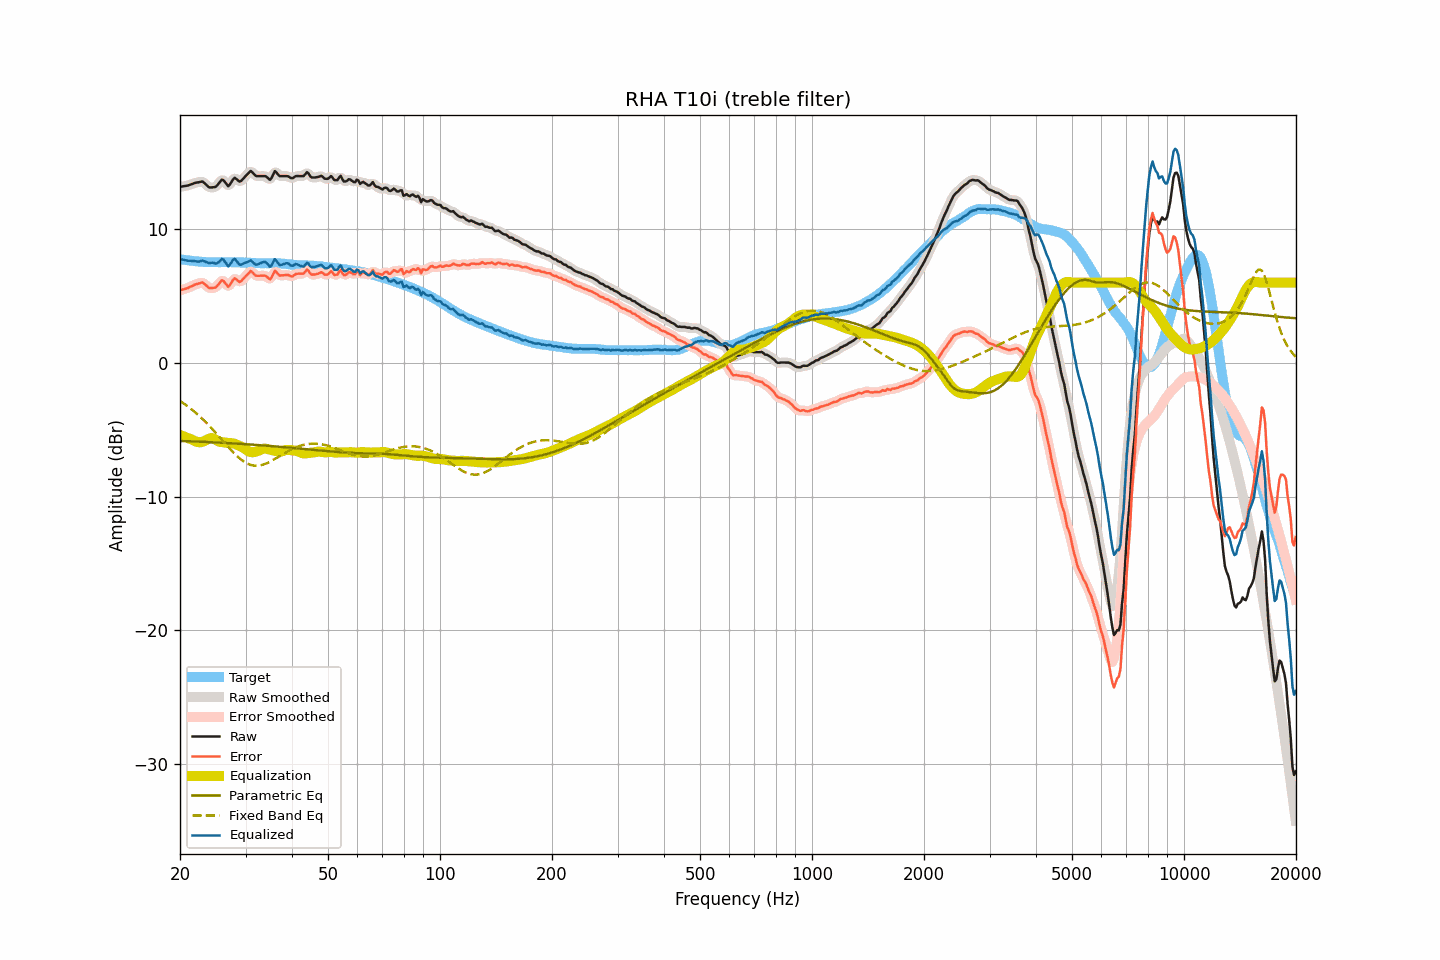 RHA T10i (treble filter)
Amplitude (dBr)
10
0
−10
−20
−30
Target
Raw Smoothed
Error Smoothed
Raw
Error
Equalization
Parametric Eq
Fixed Band Eq
Equalized
20 50 100 200 500 1000 2000 5000 10000 20000
Frequency (Hz)